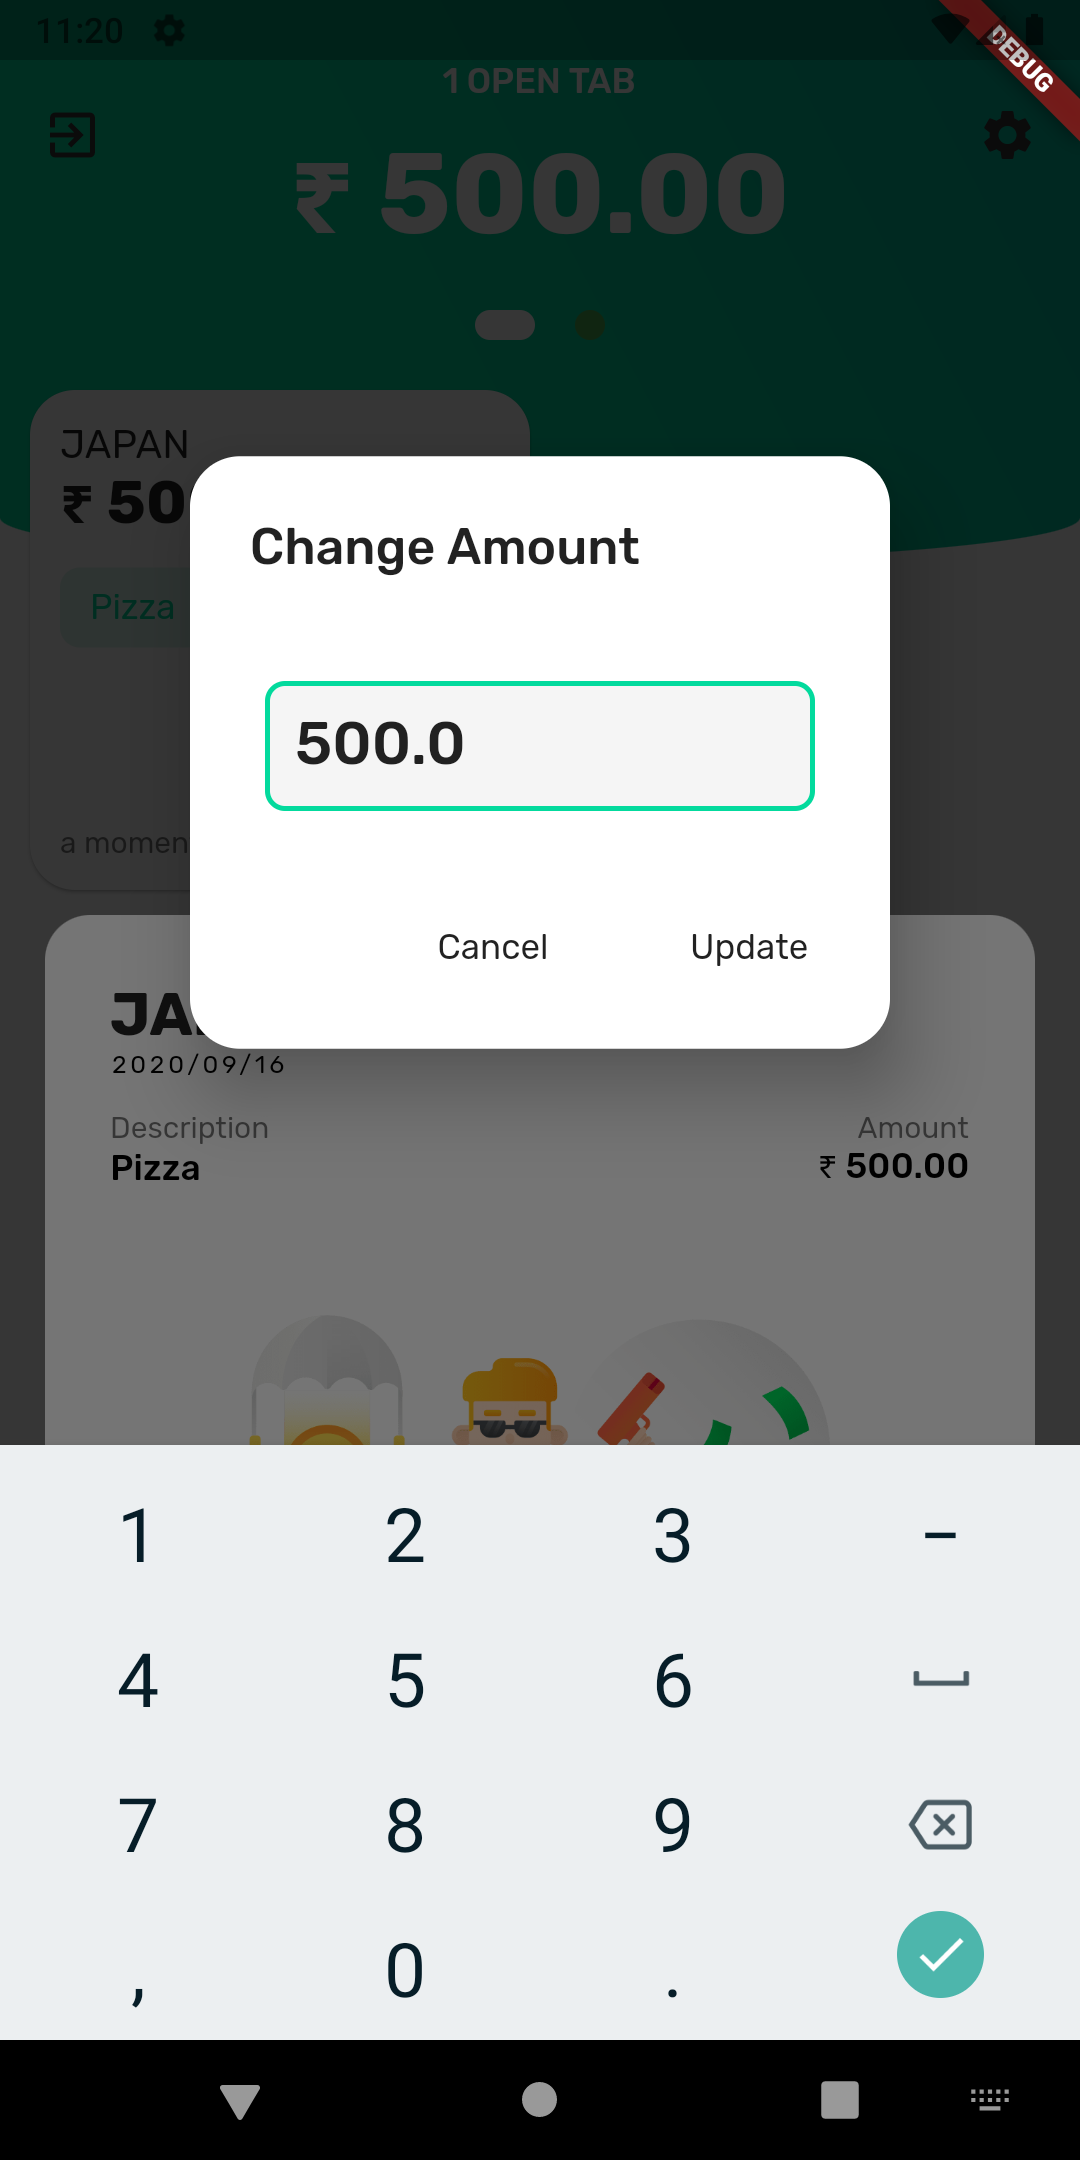 11:20
DEBUG
1 OPEN TAB
₹ 500.00
JAPAN
₹ 50
Pizza
Change Amount
500.0
a momen
Cancel
Update
JA
2020/09/16
Description
Amount
Pizza
₹ 500.00
1 2 3 –
4 5 6
7 8 9
, 0 .